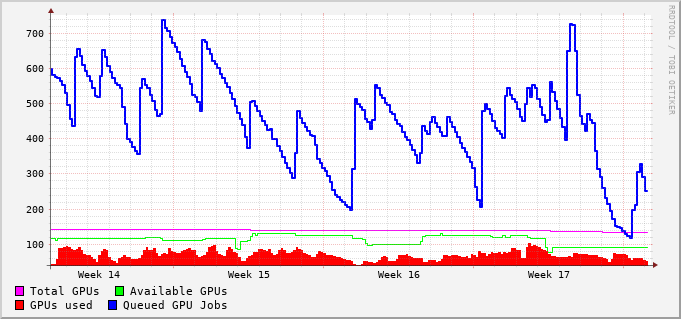 RRDTOOL / TOBI OETIKER
700
600
500
400
300
200
100
Week 14 Week 15 Week 16 Week 17
Total GPUs Available GPUs
GPUs used Queued GPU Jobs